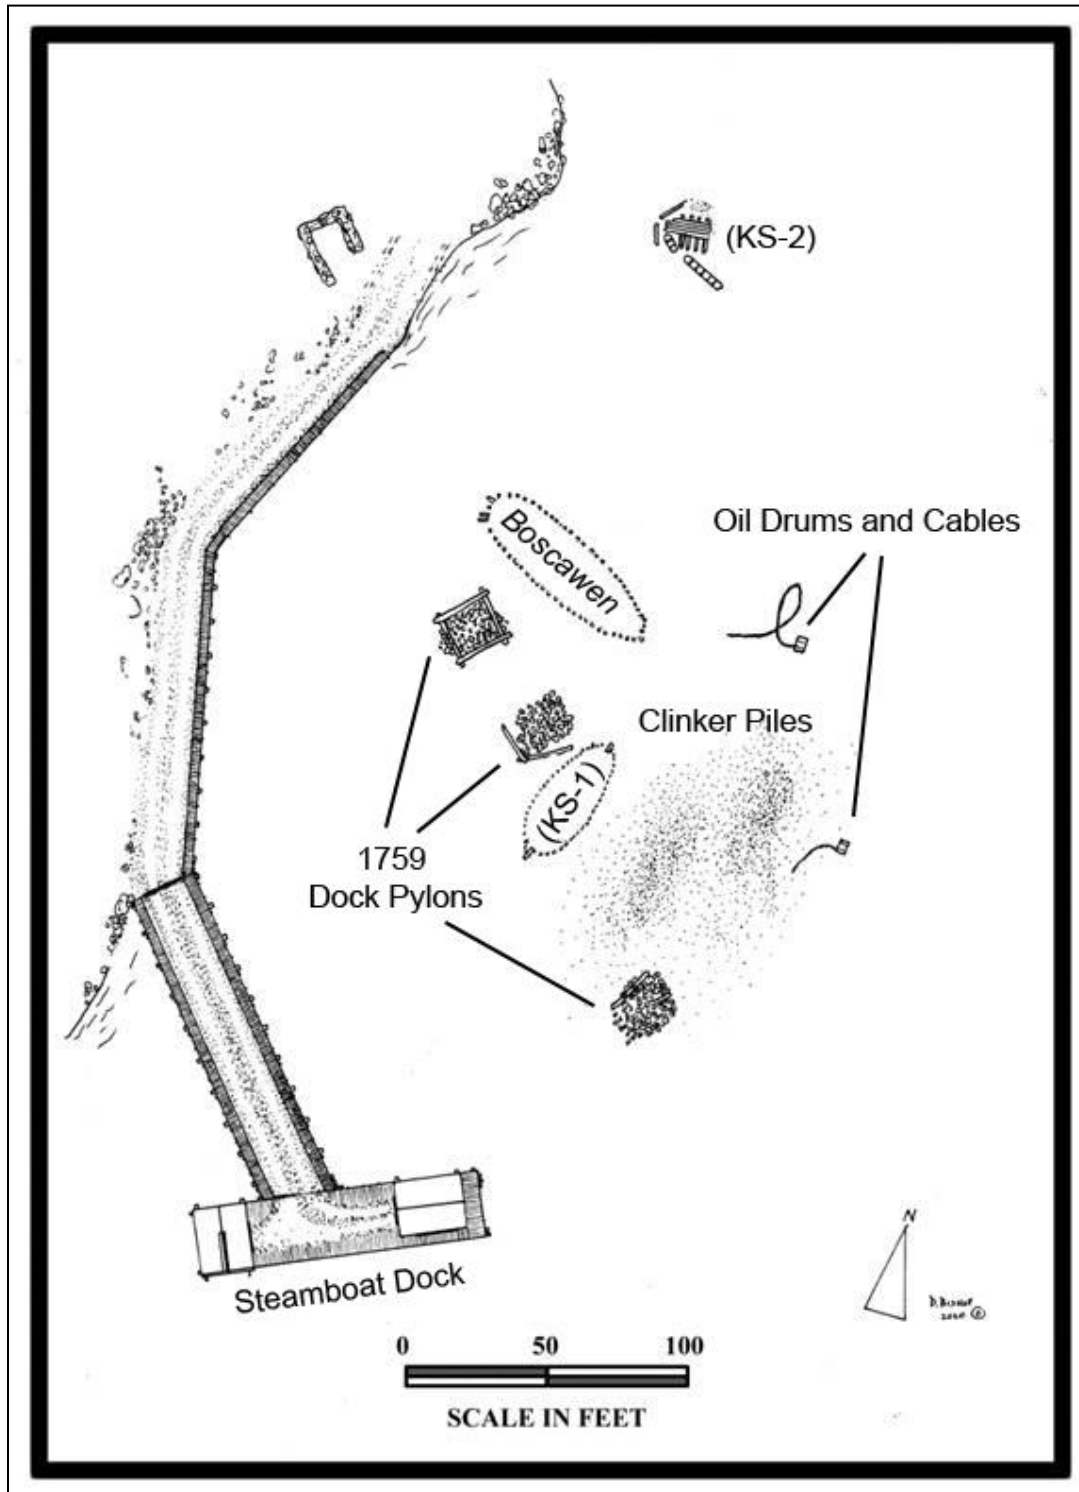 (KS-2)
Oil Drums and Cables
Boscawen
Clinker Piles
(KS-1)
1759
Dock Pylons
Steamboat Dock
N
D. BISHOP
0 50 100
SCALE IN FEET